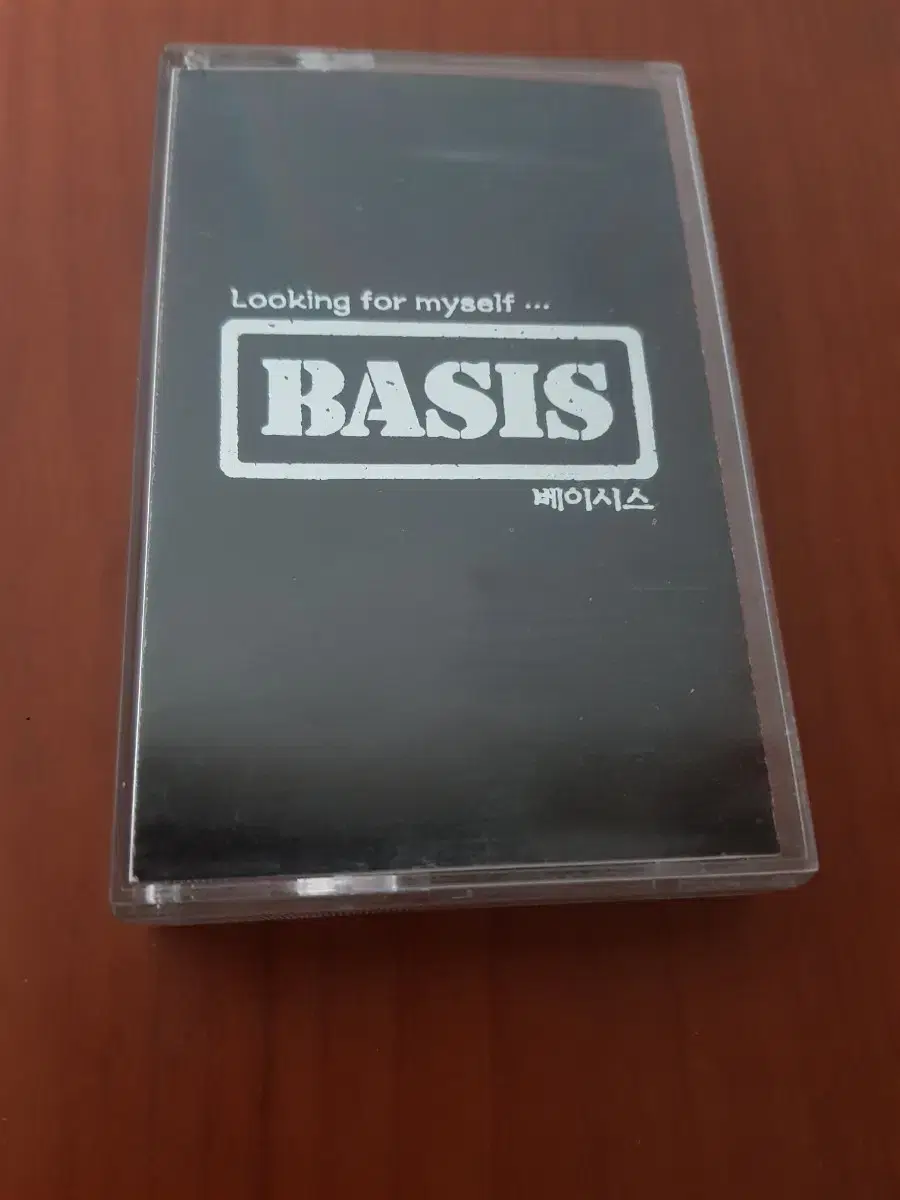 Looking for myself ...
BASIS
베이시스